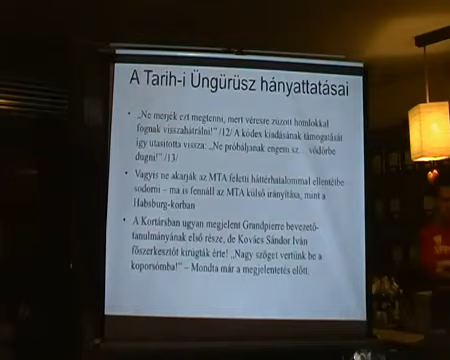 A Tarih-i Üngürüsz hányattatásai
• „Ne merjék ezt megtenni, mert véresre zúzott homlokkal
fognak visszahátrálni!” /12/ A kódex kiadásának támogatását
így utasította vissza: „Ne próbáljanak engem sz… vödörbe
dugni!” /13/
• Vagyis ne akarják az MTA feletti háttérhatalommal ellentétbe
sodorni – ma is fennáll az MTA külső irányítása, mint a
Habsburg-korban
• A Kortársban ugyan megjelent Grandpierre bevezető-
tanulmányának első része, de Kovács Sándor Iván
főszerkesztőt kirúgták érte! „Nagy szöget vertünk be a
koporsómba!” – Mondta már a megjelentetés előtt.